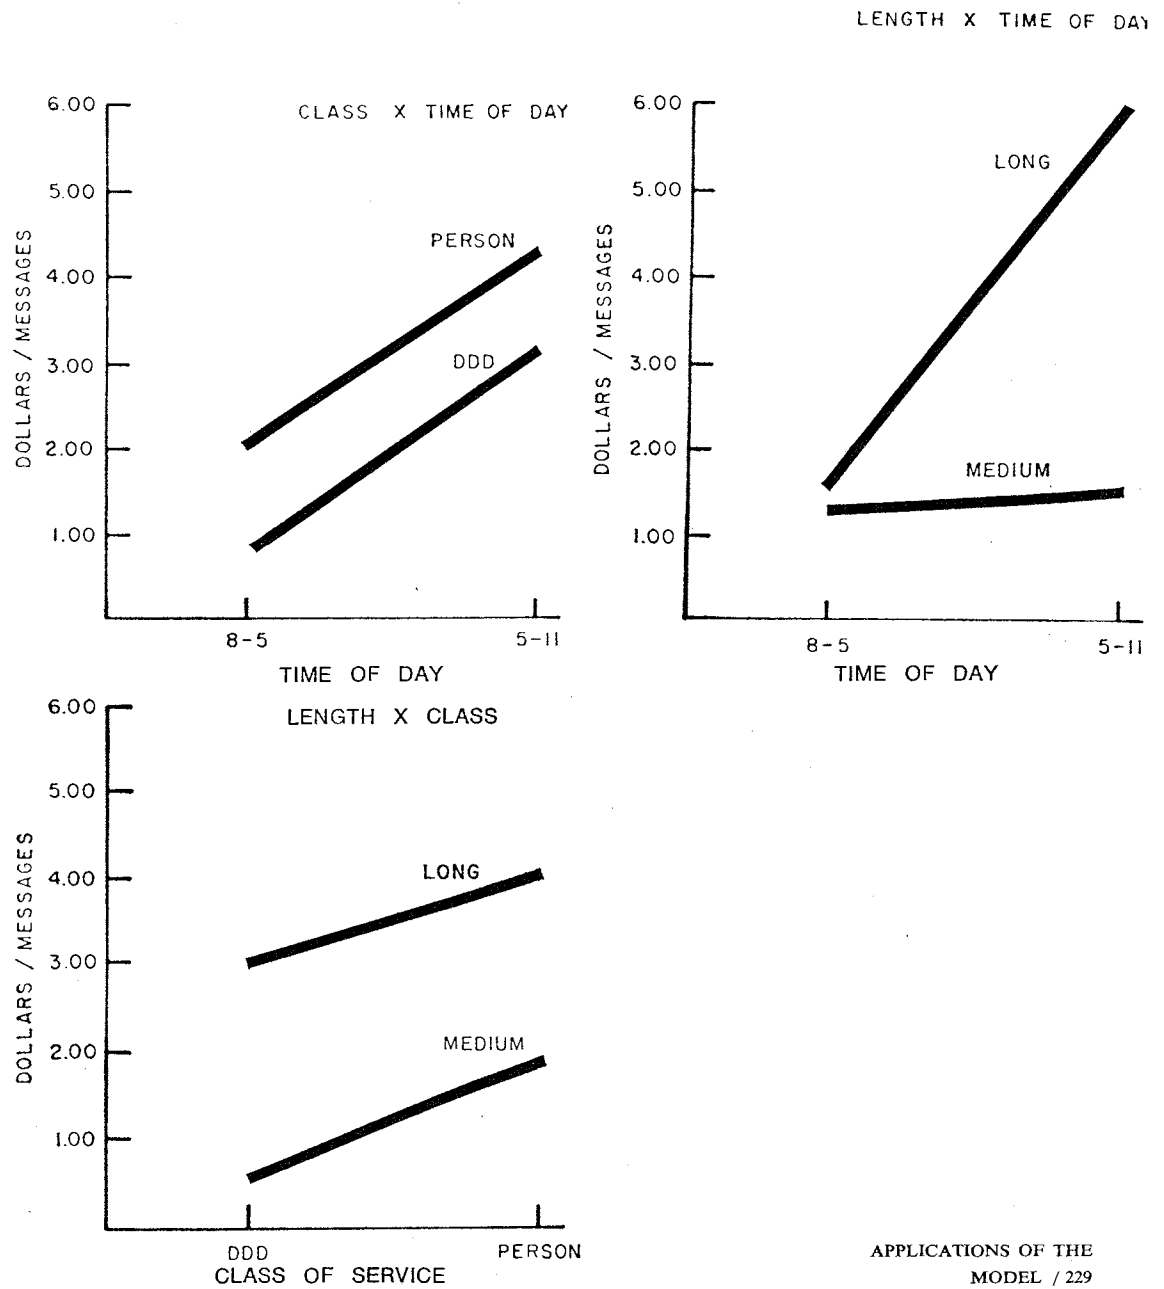 LENGTH X TIME OF DAY
CLASS X TIME OF DAY
6.00
5.00
4.00
3.00
2.00
1.00
DOLLARS / MESSAGES
PERSON
DDD
8-5
5-11
TIME OF DAY
6.00
5.00
4.00
3.00
2.00
1.00
DOLLARS / MESSAGES
LONG
MEDIUM
8-5
5-11
TIME OF DAY
LENGTH X CLASS
6.00
5.00
4.00
3.00
2.00
1.00
DOLLARS / MESSAGES
LONG
MEDIUM
DDD
PERSON
CLASS OF SERVICE
APPLICATIONS OF THE
MODEL / 229